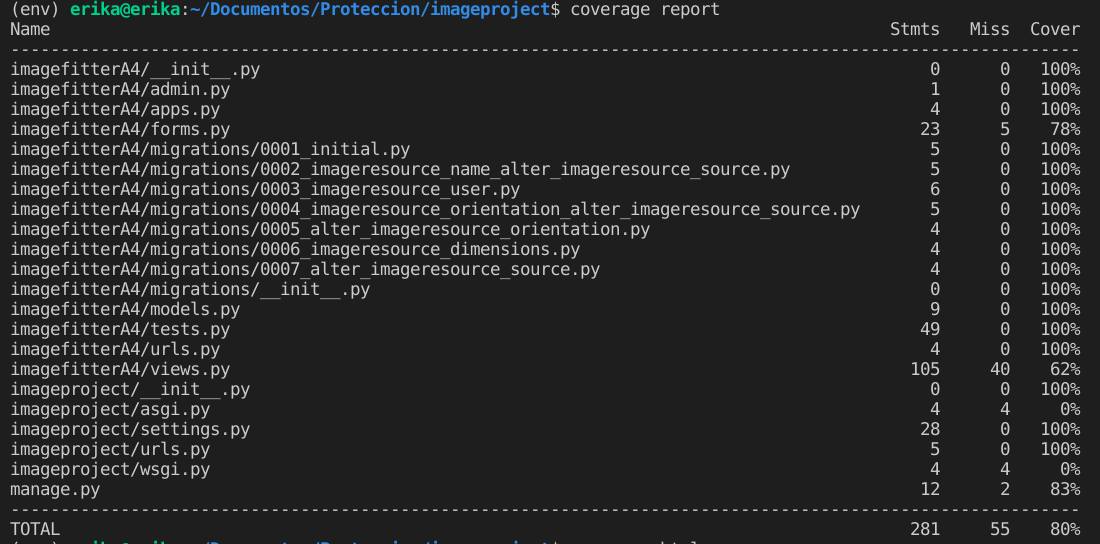 (env) erika@erika:~/Documentos/Proteccion/imageproject$ coverage report
Name Stmts Miss Cover
-----------------------------------------------------------------------------------------------------------
imagefitterA4/__init__.py 0 0 100%
imagefitterA4/admin.py 1 0 100%
imagefitterA4/apps.py 4 0 100%
imagefitterA4/forms.py 23 5 78%
imagefitterA4/migrations/0001_initial.py 5 0 100%
imagefitterA4/migrations/0002_imageresource_name_alter_imageresource_source.py 5 0 100%
imagefitterA4/migrations/0003_imageresource_user.py 6 0 100%
imagefitterA4/migrations/0004_imageresource_orientation_alter_imageresource_source.py 5 0 100%
imagefitterA4/migrations/0005_alter_imageresource_orientation.py 4 0 100%
imagefitterA4/migrations/0006_imageresource_dimensions.py 4 0 100%
imagefitterA4/migrations/0007_alter_imageresource_source.py 4 0 100%
imagefitterA4/migrations/__init__.py 0 0 100%
imagefitterA4/models.py 9 0 100%
imagefitterA4/tests.py 49 0 100%
imagefitterA4/urls.py 4 0 100%
imagefitterA4/views.py 105 40 62%
imageproject/__init__.py 0 0 100%
imageproject/asgi.py 4 4 0%
imageproject/settings.py 28 0 100%
imageproject/urls.py 5 0 100%
imageproject/wsgi.py 4 4 0%
manage.py 12 2 83%
-----------------------------------------------------------------------------------------------------------
TOTAL 281 55 80%